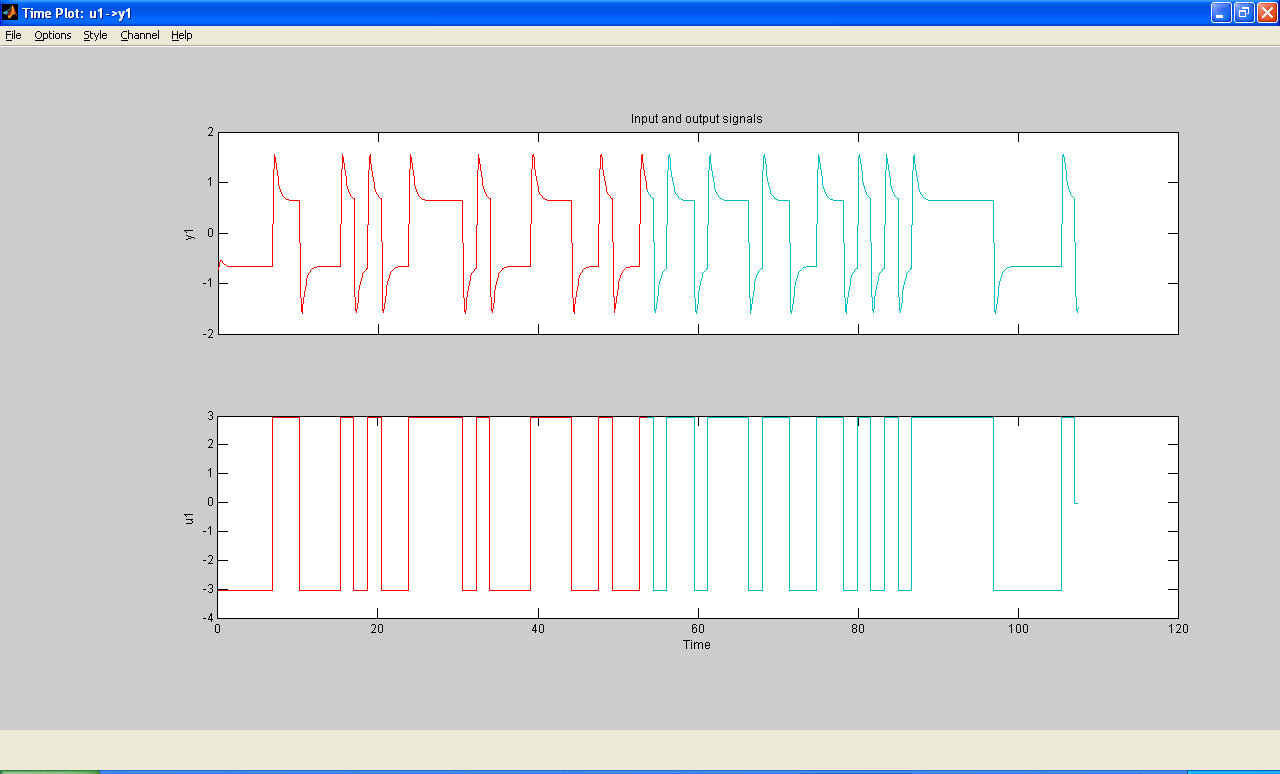 Time Plot: u1->y1
File Options Style Channel Help
Input and output signals
2
1
0
-1
-2
y1
3
2
1
0
-1
-2
-3
-4
u1
0 20 40 60 80 100 120
Time